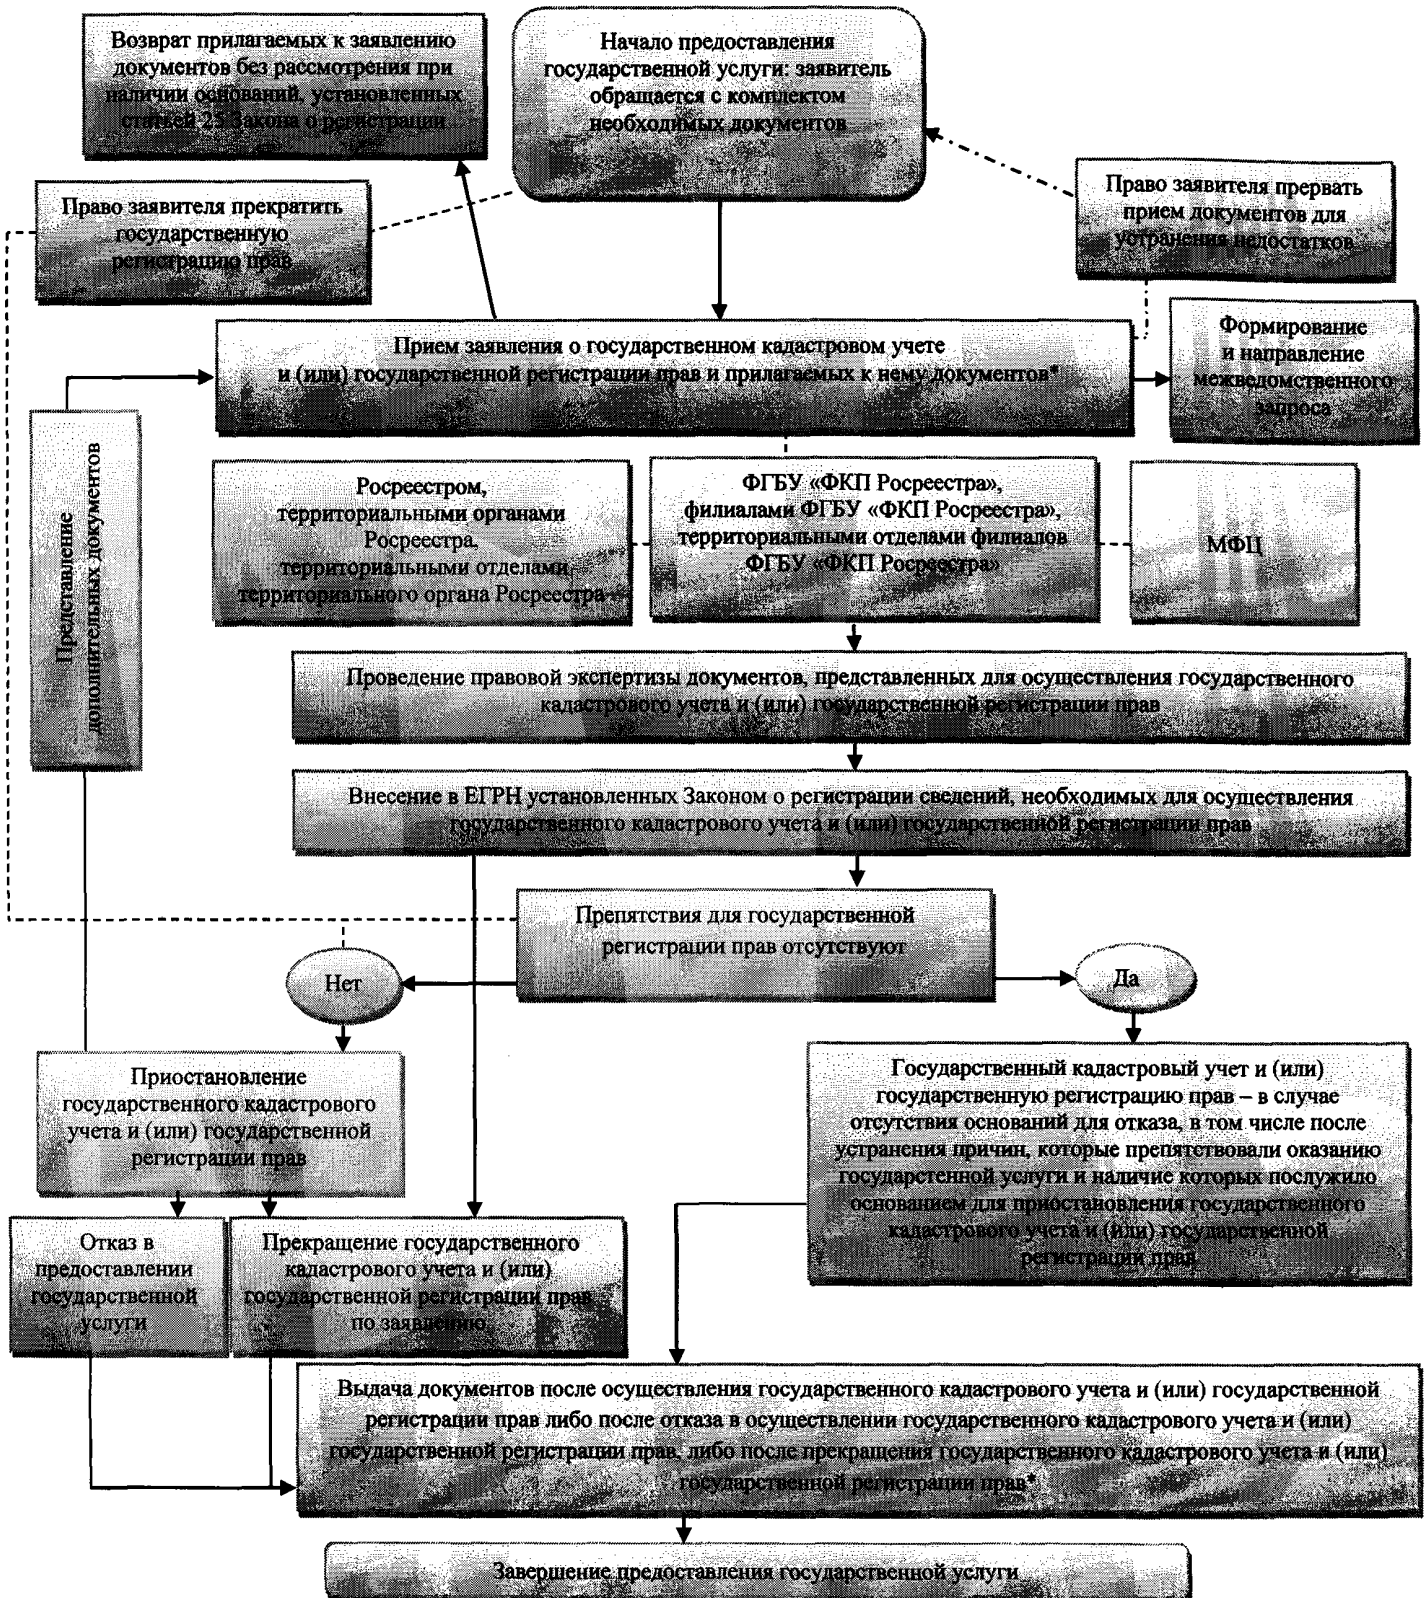 Возврат прилагаемых к заявлению
документов без рассмотрения при
наличии оснований, установленных
статьей 25 Закона о регистрации
Начало предоставления
государственной услуги: заявитель
обращается с комплектом
необходимых документов
Право заявителя прекратить
государственную
регистрацию прав
Право заявителя прервать
прием документов для
устранения недостатков
Прием заявления о государственном кадастровом учете
и (или) государственной регистрации прав и прилагаемых к нему документов*
Формирование
и направление
межведомственного
запроса
Представление
дополнительных документов
Росреестром,
территориальными органами
Росреестра,
территориальными отделами
территориального органа Росреестра
ФГБУ «ФКП Росреестра»,
филиалами ФГБУ «ФКП Росреестра»,
территориальными отделами филиалов
ФГБУ «ФКП Росреестра»
МФЦ
Проведение правовой экспертизы документов, представленных для осуществления государственного
кадастрового учета и (или) государственной регистрации прав
Внесение в ЕГРН установленных Законом о регистрации сведений, необходимых для осуществления
государственного кадастрового учета и (или) государственной регистрации прав
Препятствия для государственной
регистрации прав отсутствуют
Нет
Да
Приостановление
государственного кадастрового
учета и (или) государственной
регистрации прав
Государственный кадастровый учет и (или)
государственную регистрацию прав – в случае
отсутствия оснований для отказа, в том числе после
устранения причин, которые препятствовали оказанию
государстенной услуги и наличие которых послужило
основанием для приостановления государственного
кадастрового учета и (или) государственной
регистрации прав
Отказ в
предоставлении
государственной
услуги
Прекращение государственного
кадастрового учета и (или)
государственной регистрации прав
по заявлению
Выдача документов после осуществления государственного кадастрового учета и (или) государственной
регистрации прав либо после отказа в осуществлении государственного кадастрового учета и (или)
государственной регистрации прав, либо после прекращения государственного кадастрового учета и (или)
государственной регистрации прав*
Завершение предоставления государственной услуги